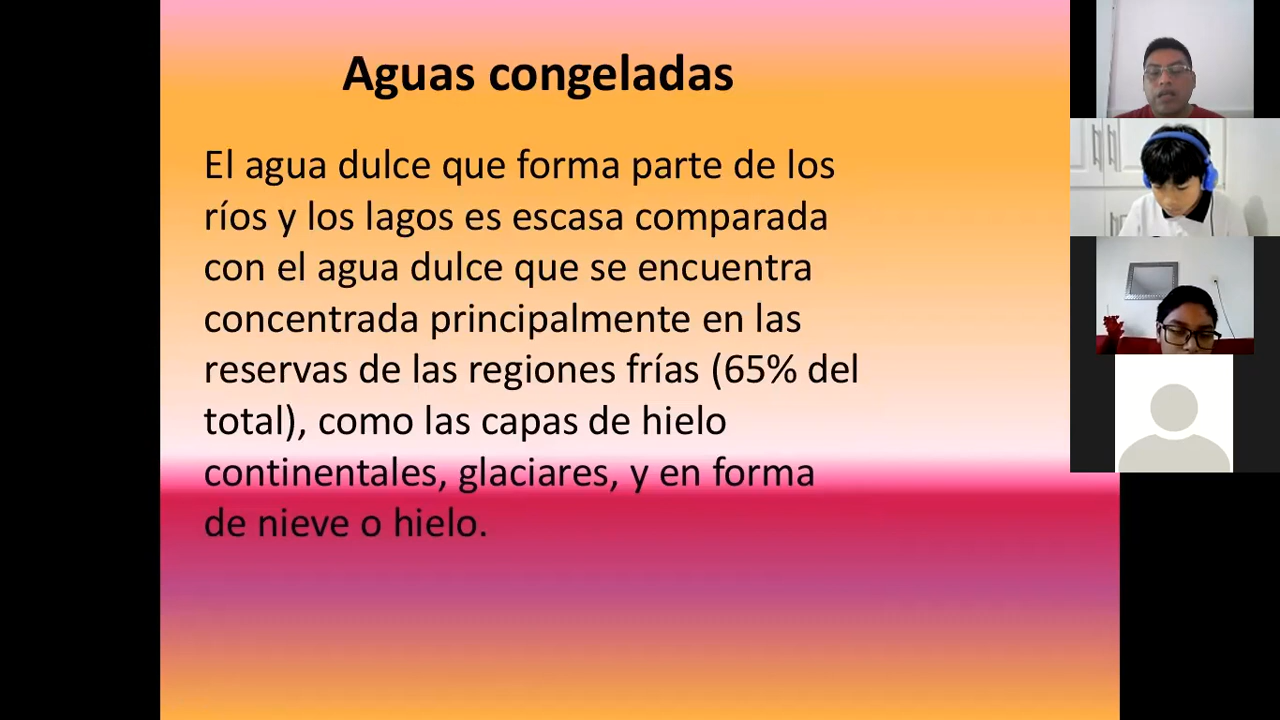 Aguas congeladas
El agua dulce que forma parte de los
ríos y los lagos es escasa comparada
con el agua dulce que se encuentra
concentrada principalmente en las
reservas de las regiones frías (65% del
total), como las capas de hielo
continentales, glaciares, y en forma
de nieve o hielo.